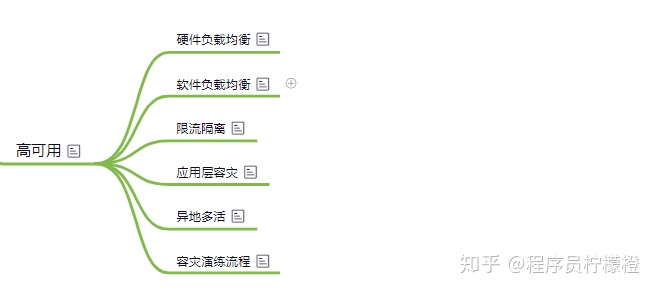 硬件负载均衡
软件负载均衡
限流隔离
高可用
应用层容灾
异地多活
容灾演练流程
知乎 @程序员柠檬橙